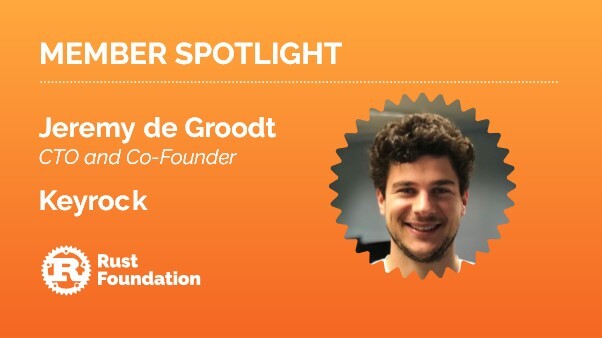 MEMBER SPOTLIGHT
Jeremy de Groodt
CTO and Co-Founder
Keyrock
R
Rust
Foundation